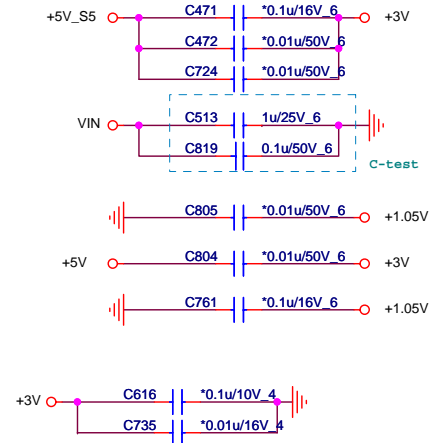 +5V_S5 C471 *0.1u/16V_6 +3V
C472 *0.01u/50V_6
C724 *0.01u/50V_6
VIN C513 1u/25V_6
C819 0.1u/50V_6
C-test
C805 *0.01u/50V_6 +1.05V
+5V C804 *0.01u/50V_6 +3V
C761 *0.1u/16V_6 +1.05V
+3V C616 *0.1u/10V_4
C735 *0.01u/16V_4